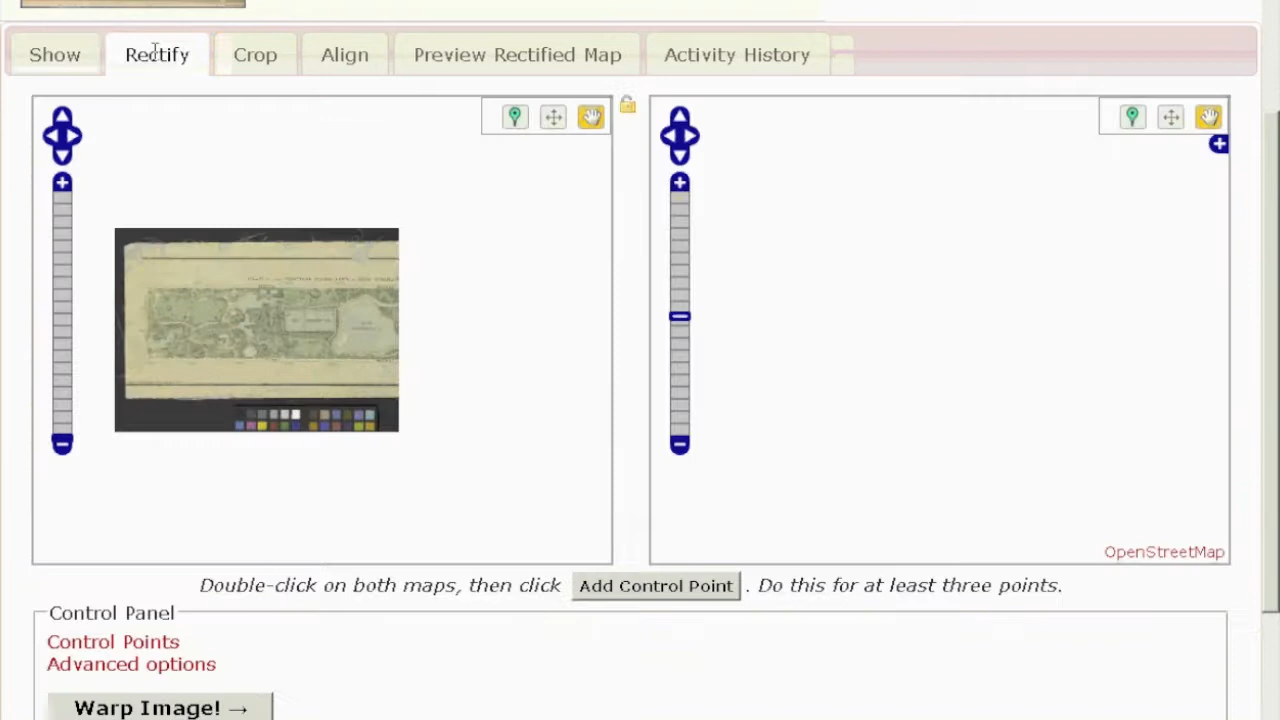 Show Rectify Crop Align Preview Rectified Map Activity History
OpenStreetMap
Double-click on both maps, then click Add Control Point . Do this for at least three points.
Control Panel
Control Points
Advanced options
Warp Image! →